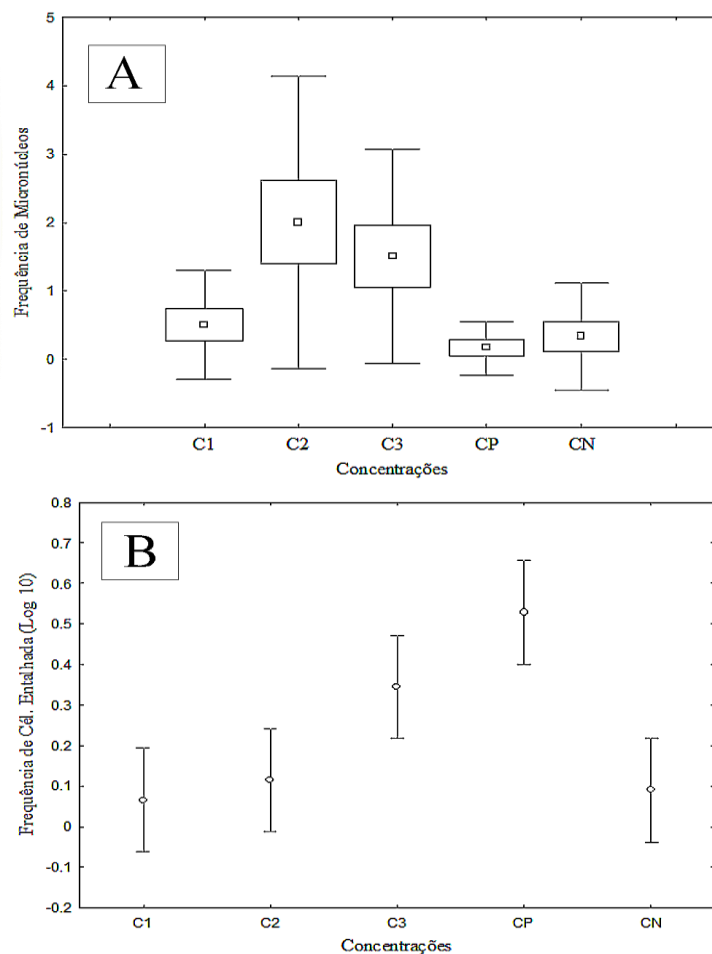 A
Frequência de Micronúcleos
5
4
3
2
1
0
-1
C1 C2 C3 CP CN
Concentrações
B
Frequência de Cél. Entalhada (Log 10)
0.8
0.7
0.6
0.5
0.4
0.3
0.2
0.1
0
-0.1
-0.2
C1 C2 C3 CP CN
Concentrações